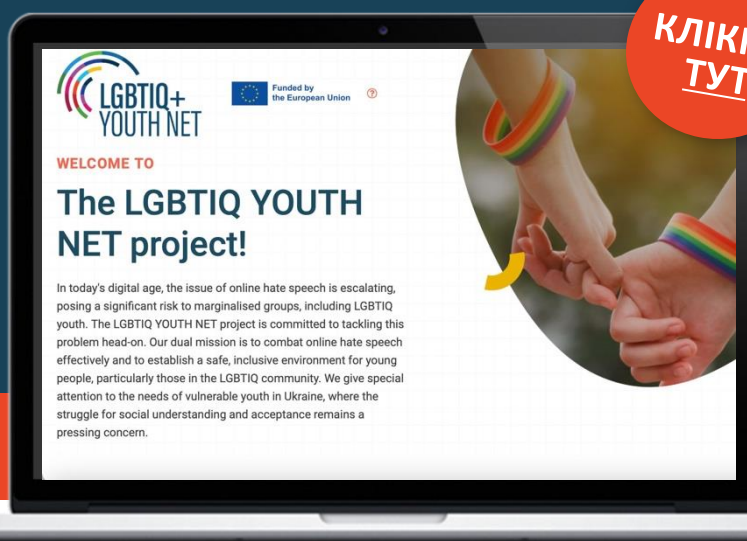 LGBTIQ+
YOUTH NET
Funded by
the European Union
WELCOME TO
The LGBTIQ YOUTH
NET project!
In today's digital age, the issue of online hate speech is escalating,
posing a significant risk to marginalised groups, including LGBTIQ
youth. The LGBTIQ YOUTH NET project is committed to tackling this
problem head-on. Our dual mission is to combat online hate speech
effectively and to establish a safe, inclusive environment for young
people, particularly those in the LGBTIQ community. We give special
attention to the needs of vulnerable youth in Ukraine, where the
struggle for social understanding and acceptance remains a
pressing concern.
ТУТ